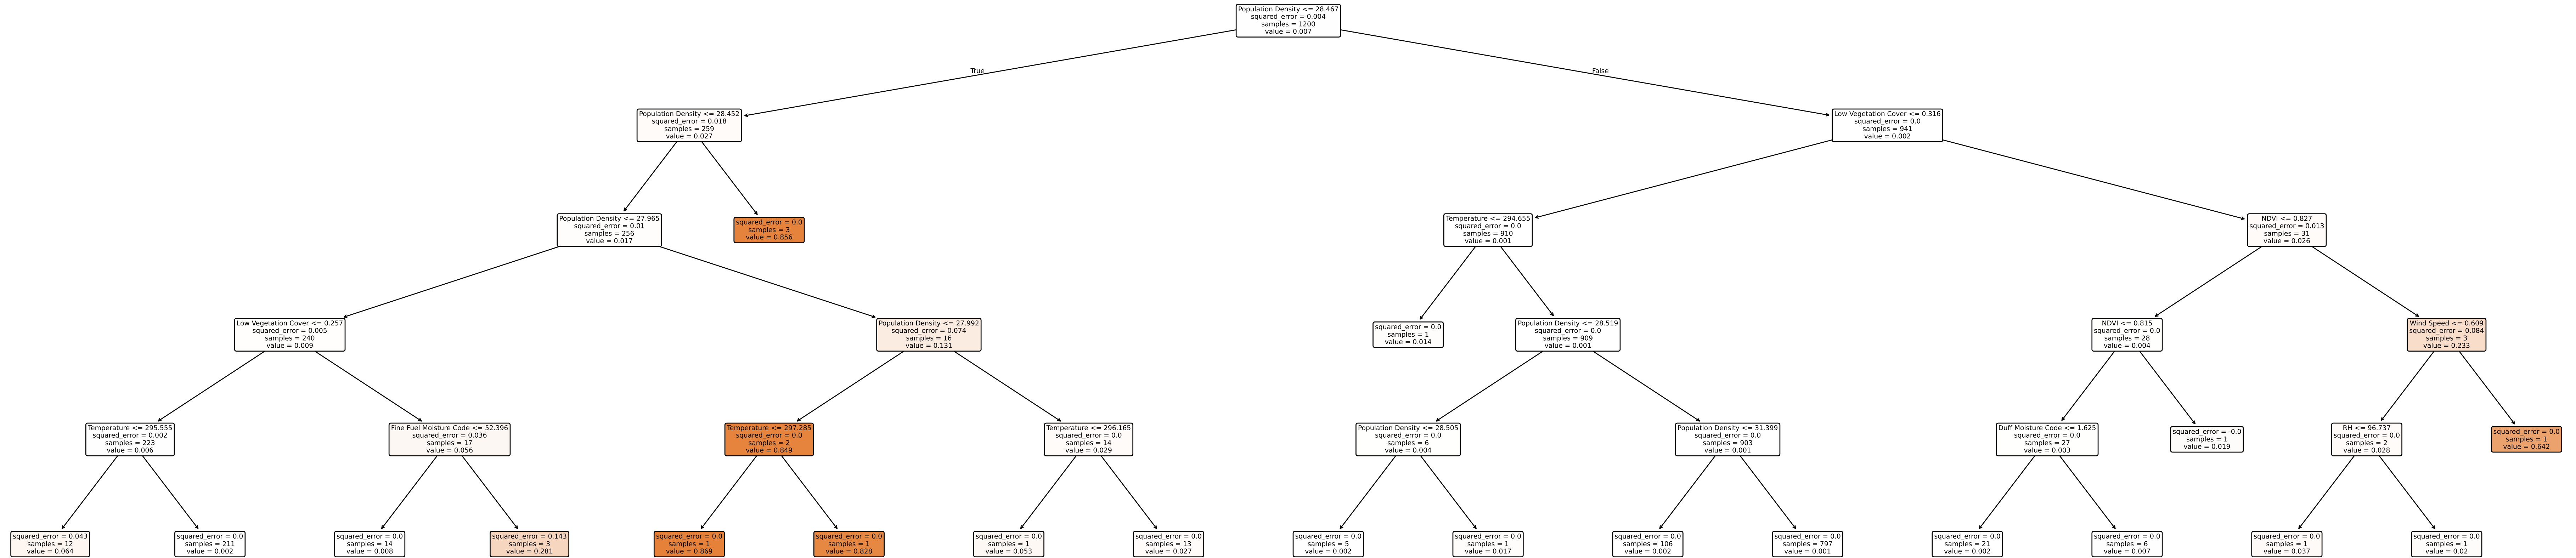 Population Density <= 28.467
squared_error = 0.004
samples = 1200
value = 0.007
True
False
Population Density <= 28.452
squared_error = 0.018
samples = 259
value = 0.027
Low Vegetation Cover <= 0.316
squared_error = 0.0
samples = 941
value = 0.002
Population Density <= 27.965
squared_error = 0.01
samples = 256
value = 0.017
squared_error = 0.0
samples = 3
value = 0.856
Temperature <= 294.655
squared_error = 0.0
samples = 910
value = 0.001
NDVI <= 0.827
squared_error = 0.013
samples = 31
value = 0.026
Low Vegetation Cover <= 0.257
squared_error = 0.005
samples = 240
value = 0.009
Population Density <= 27.992
squared_error = 0.074
samples = 16
value = 0.131
squared_error = 0.0
samples = 1
value = 0.014
Population Density <= 28.519
squared_error = 0.0
samples = 909
value = 0.001
NDVI <= 0.815
squared_error = 0.0
samples = 28
value = 0.004
Wind Speed <= 0.609
squared_error = 0.084
samples = 3
value = 0.233
Temperature <= 295.555
squared_error = 0.002
samples = 223
value = 0.006
Fine Fuel Moisture Code <= 52.396
squared_error = 0.036
samples = 17
value = 0.056
Temperature <= 297.285
squared_error = 0.0
samples = 2
value = 0.849
Temperature <= 296.165
squared_error = 0.0
samples = 14
value = 0.029
Population Density <= 28.505
squared_error = 0.0
samples = 6
value = 0.004
Population Density <= 31.399
squared_error = 0.0
samples = 903
value = 0.001
Duff Moisture Code <= 1.625
squared_error = 0.0
samples = 27
value = 0.003
squared_error = -0.0
samples = 1
value = 0.019
RH <= 96.737
squared_error = 0.0
samples = 2
value = 0.028
squared_error = 0.0
samples = 1
value = 0.642
squared_error = 0.043
samples = 12
value = 0.064
squared_error = 0.0
samples = 211
value = 0.002
squared_error = 0.0
samples = 14
value = 0.008
squared_error = 0.143
samples = 3
value = 0.281
squared_error = 0.0
samples = 1
value = 0.869
squared_error = 0.0
samples = 1
value = 0.828
squared_error = 0.0
samples = 1
value = 0.053
squared_error = 0.0
samples = 13
value = 0.027
squared_error = 0.0
samples = 5
value = 0.002
squared_error = 0.0
samples = 1
value = 0.017
squared_error = 0.0
samples = 106
value = 0.002
squared_error = 0.0
samples = 797
value = 0.001
squared_error = 0.0
samples = 21
value = 0.002
squared_error = 0.0
samples = 6
value = 0.007
squared_error = 0.0
samples = 1
value = 0.037
squared_error = 0.0
samples = 1
value = 0.02